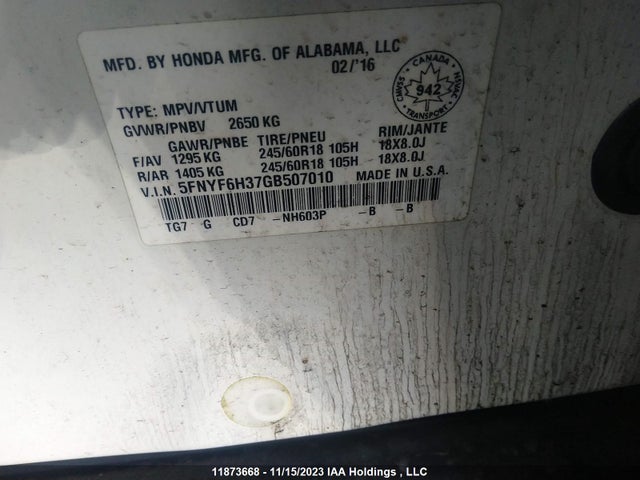 MFD. BY HONDA MFG. OF ALABAMA, LLC
02/'16
CANADA
CMVSS 942 NSVAC
TRANSPORT
TYPE: MPV/VTUM
GVWR/PNBV 2650 KG
GAWR/PNBE TIRE/PNEU RIM/JANTE
F/AV 1295 KG 245/60R18 105H 18X8.0J
R/AR 1405 KG 245/60R18 105H 18X8.0J
V.I.N. 5FNYF6H37GB507010 MADE IN U.S.A.
TG7 G CD7 -NH603P -B -B
11873668 - 11/15/2023 IAA Holdings , LLC